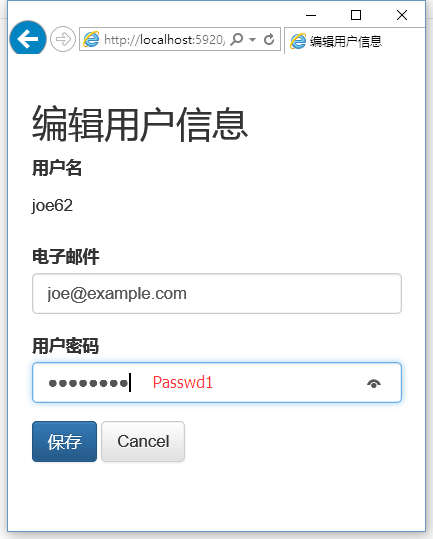 http://localhost:5920/
编辑用户信息
编辑用户信息
用户名
joe62
电子邮件
joe@example.com
用户密码
●●●●●●●● Passwd1
保存 Cancel